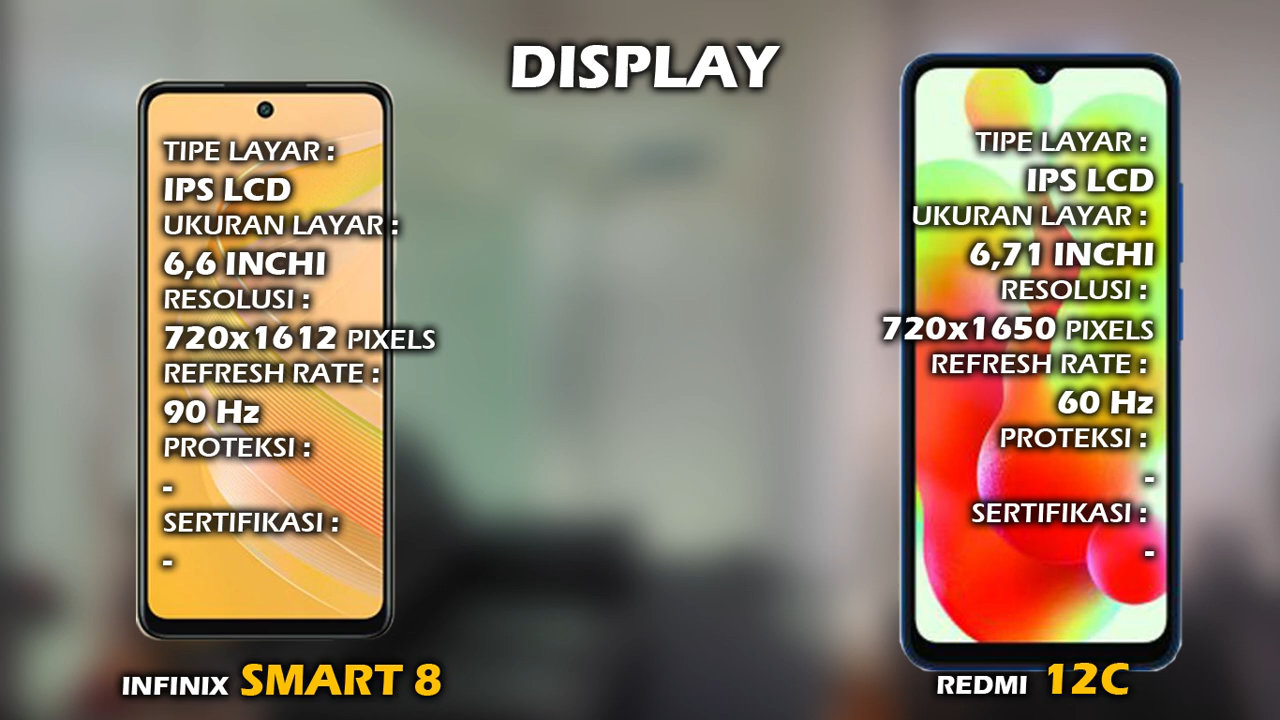 DISPLAY
TIPE LAYAR :
IPS LCD
UKURAN LAYAR :
6,6 INCHI
RESOLUSI :
720x1612 PIXELS
REFRESH RATE :
90 Hz
PROTEKSI :
-
SERTIFIKASI :
-
INFINIX SMART 8
TIPE LAYAR :
IPS LCD
UKURAN LAYAR :
6,71 INCHI
RESOLUSI :
720x1650 PIXELS
REFRESH RATE :
60 Hz
PROTEKSI :
-
SERTIFIKASI :
-
REDMI 12C